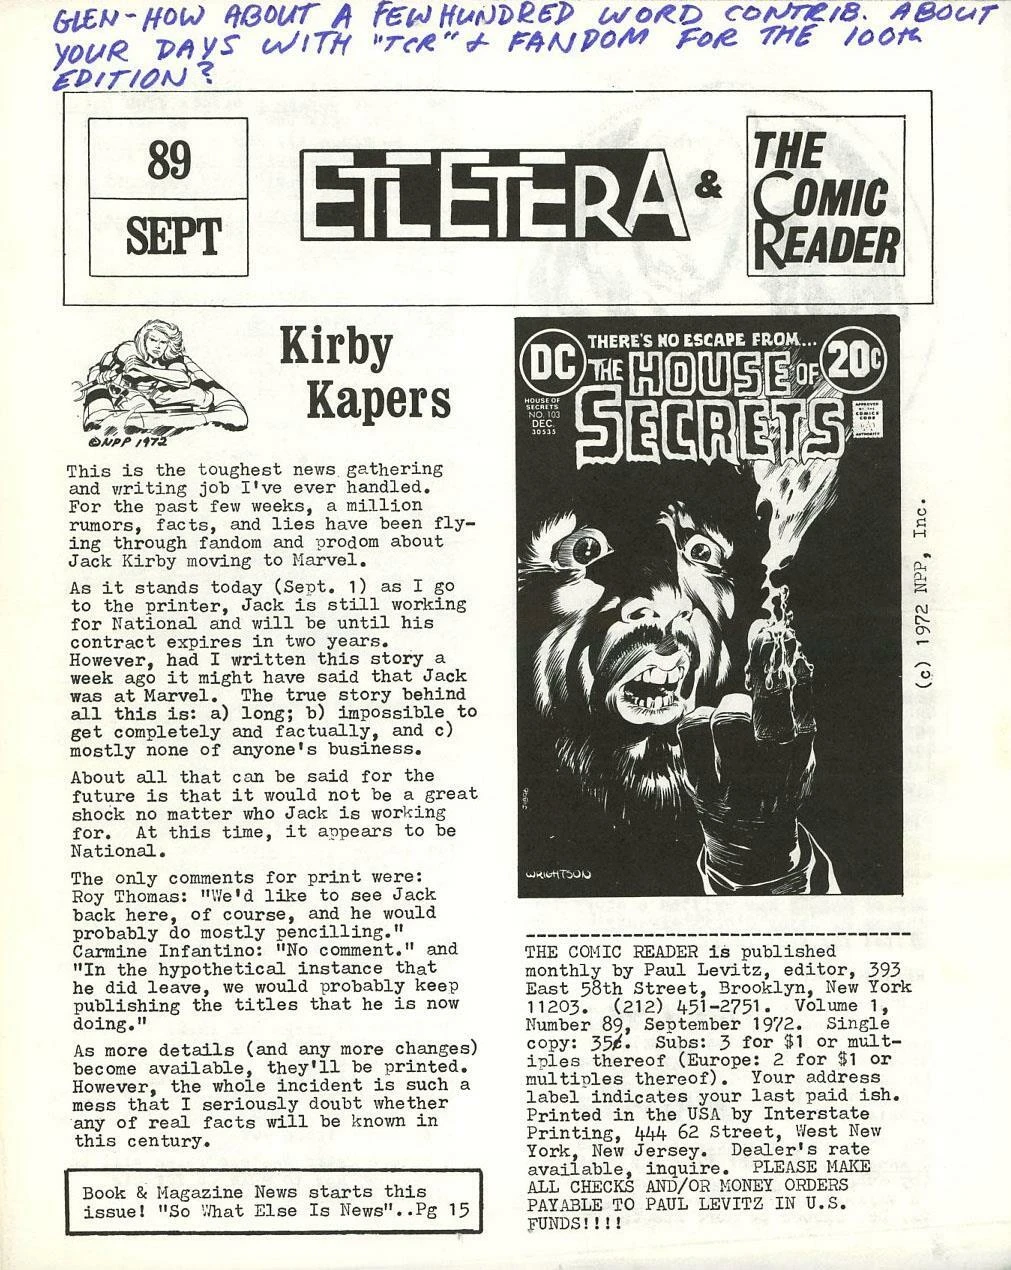 GLEN-HOW ABOUT A FEW HUNDRED WORD CONTRIB. ABOUT
YOUR DAYS WITH "TCR" & FANDOM FOR THE 100th
EDITION?
89
SEPT
ETCETERA &
THE
COMIC
READER
Kirby
Kapers
©NPP 1972
This is the toughest news gathering
and writing job I've ever handled.
For the past few weeks, a million
rumors, facts, and lies have been fly-
ing through fandom and prodom about
Jack Kirby moving to Marvel.
As it stands today (Sept. 1) as I go
to the printer, Jack is still working
for National and will be until his
contract expires in two years.
However, had I written this story a
week ago it might have said that Jack
was at Marvel. The true story behind
all this is: a) long; b) impossible to
get completely and factually, and c)
mostly none of anyone's business.
About all that can be said for the
future is that it would not be a great
shock no matter who Jack is working
for. At this time, it appears to be
National.
The only comments for print were:
Roy Thomas: "We'd like to see Jack
back here, of course, and he would
probably do mostly pencilling."
Carmine Infantino: "No comment." and
"In the hypothetical instance that
he did leave, we would probably keep
publishing the titles that he is now
doing."
As more details (and any more changes)
become available, they'll be printed.
However, the whole incident is such a
mess that I seriously doubt whether
any of real facts will be known in
this century.
Book & Magazine News starts this
issue! "So What Else Is News"..Pg 15
DC
THERE'S NO ESCAPE FROM...
THE HOUSE OF
SECRETS
20¢
HOUSE OF
SECRETS
NO. 103
DEC.
30535
APPROVED
BY THE
COMICS
CODE
AUTHORITY
WRIGHTSON
(c) 1972 NPP, Inc.
THE COMIC READER is published
monthly by Paul Levitz, editor, 393
East 58th Street, Brooklyn, New York
11203. (212) 451-2751. Volume 1,
Number 89, September 1972. Single
copy: 35¢. Subs: 3 for $1 or mult-
iples thereof (Europe: 2 for $1 or
multiples thereof). Your address
label indicates your last paid ish.
Printed in the USA by Interstate
Printing, 444 62 Street, West New
York, New Jersey. Dealer's rate
available, inquire. PLEASE MAKE
ALL CHECKS AND/OR MONEY ORDERS
PAYABLE TO PAUL LEVITZ IN U.S.
FUNDS!!!!